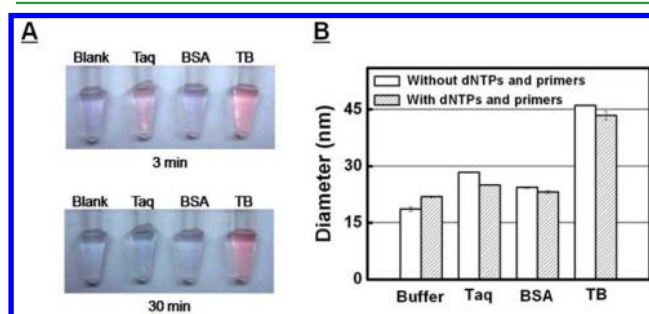 A
Blank Taq BSA TB
3 min
Blank Taq BSA TB
30 min
B
Without dNTPs and primers
With dNTPs and primers
Diameter (nm)
45
30
15
0
Buffer Taq BSA TB